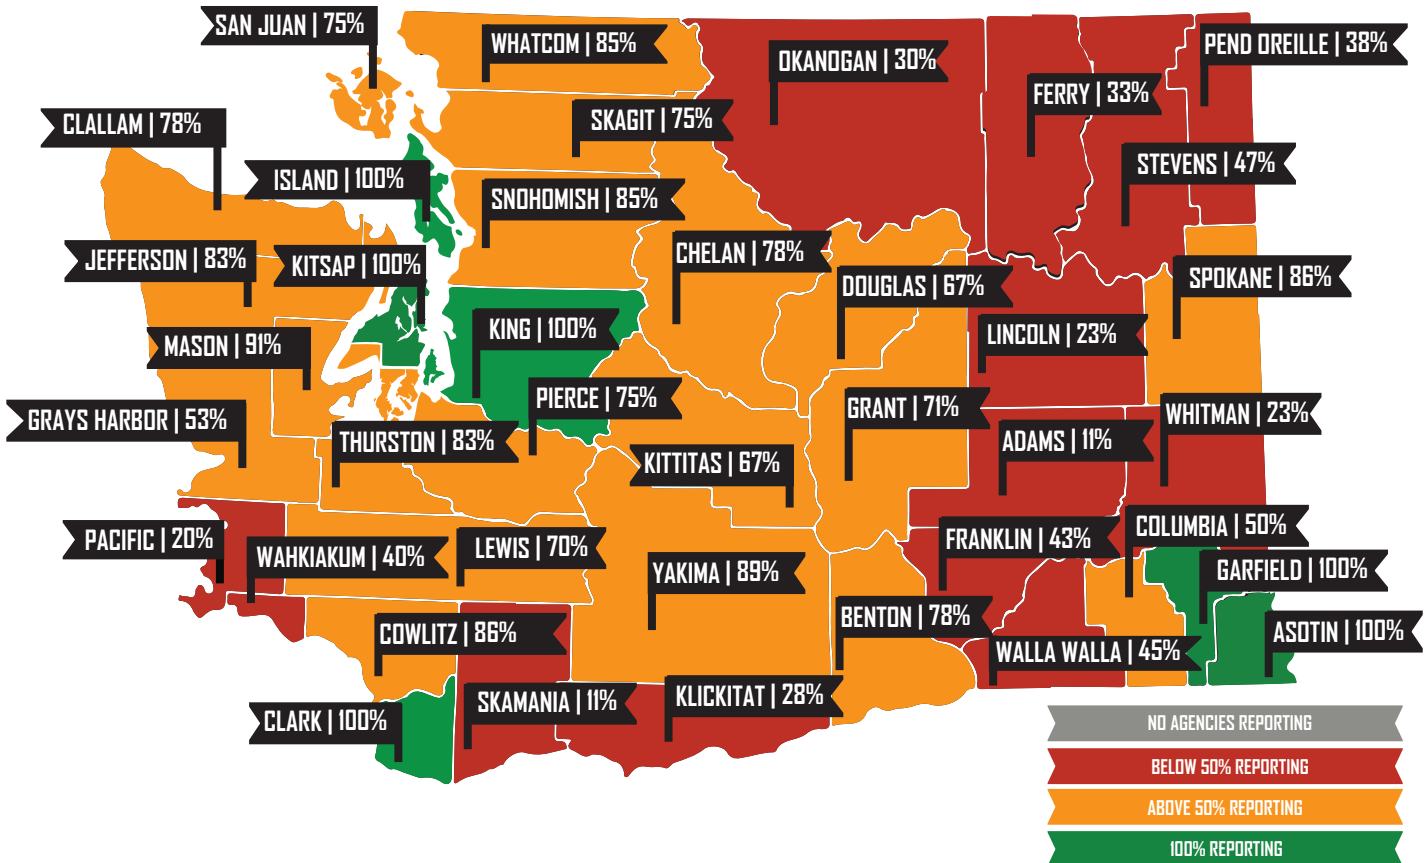 SAN JUAN | 75%
WHATCOM | 85%
OKANOGAN | 30%
PEND OREILLE | 38%
FERRY | 33%
CLALLAM | 78%
SKAGIT | 75%
STEVENS | 47%
ISLAND | 100%
SNOHOMISH | 85%
JEFFERSON | 83%
KITSAP | 100%
CHELAN | 78%
DOUGLAS | 67%
SPOKANE | 86%
MASON | 91%
KING | 100%
LINCOLN | 23%
GRAYS HARBOR | 53%
PIERCE | 75%
GRANT | 71%
WHITMAN | 23%
THURSTON | 83%
KITTITAS | 67%
ADAMS | 11%
PACIFIC | 20%
WAHKIAKUM | 40%
LEWIS | 70%
YAKIMA | 89%
FRANKLIN | 43%
COLUMBIA | 50%
GARFIELD | 100%
COWLITZ | 86%
BENTON | 78%
WALLA WALLA | 45%
ASOTIN | 100%
CLARK | 100%
SKAMANIA | 11%
KLICKITAT | 28%
NO AGENCIES REPORTING
BELOW 50% REPORTING
ABOVE 50% REPORTING
100% REPORTING